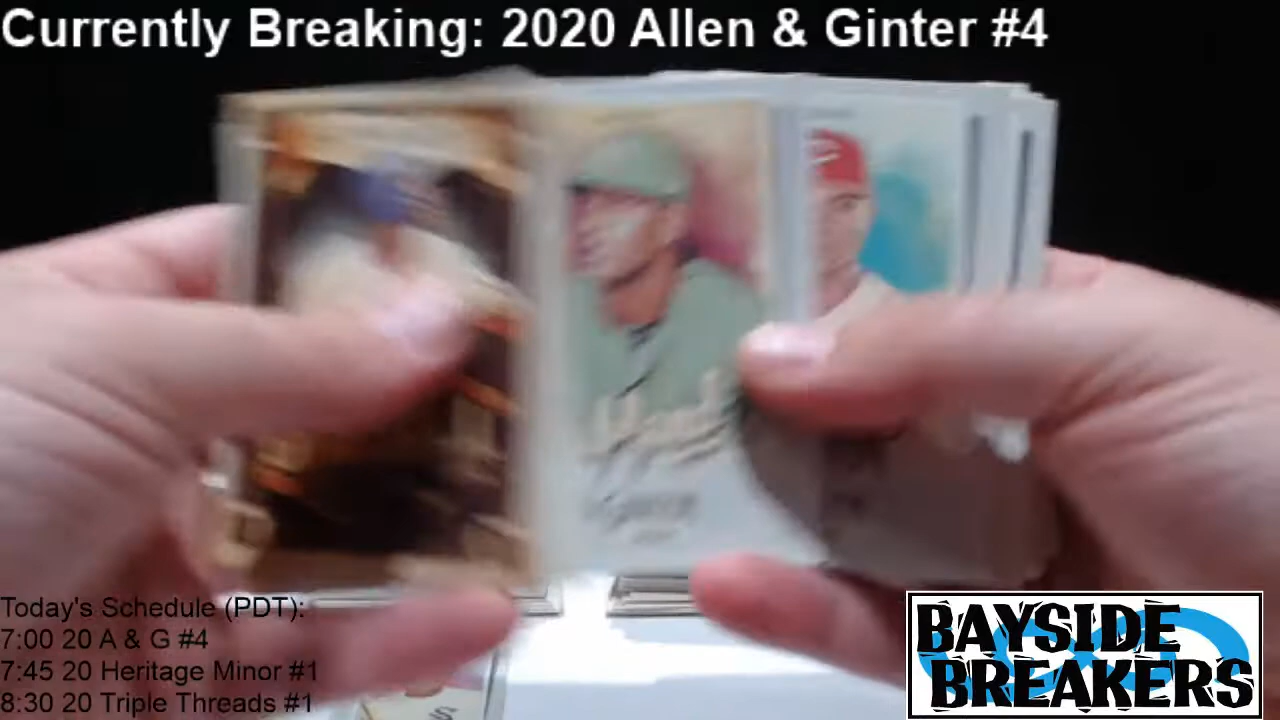 Currently Breaking: 2020 Allen & Ginter #4
Today's Schedule (PDT):
7:00 20 A & G #4
7:45 20 Heritage Minor #1
8:30 20 Triple Threads #1
BAYSIDE
BREAKERS